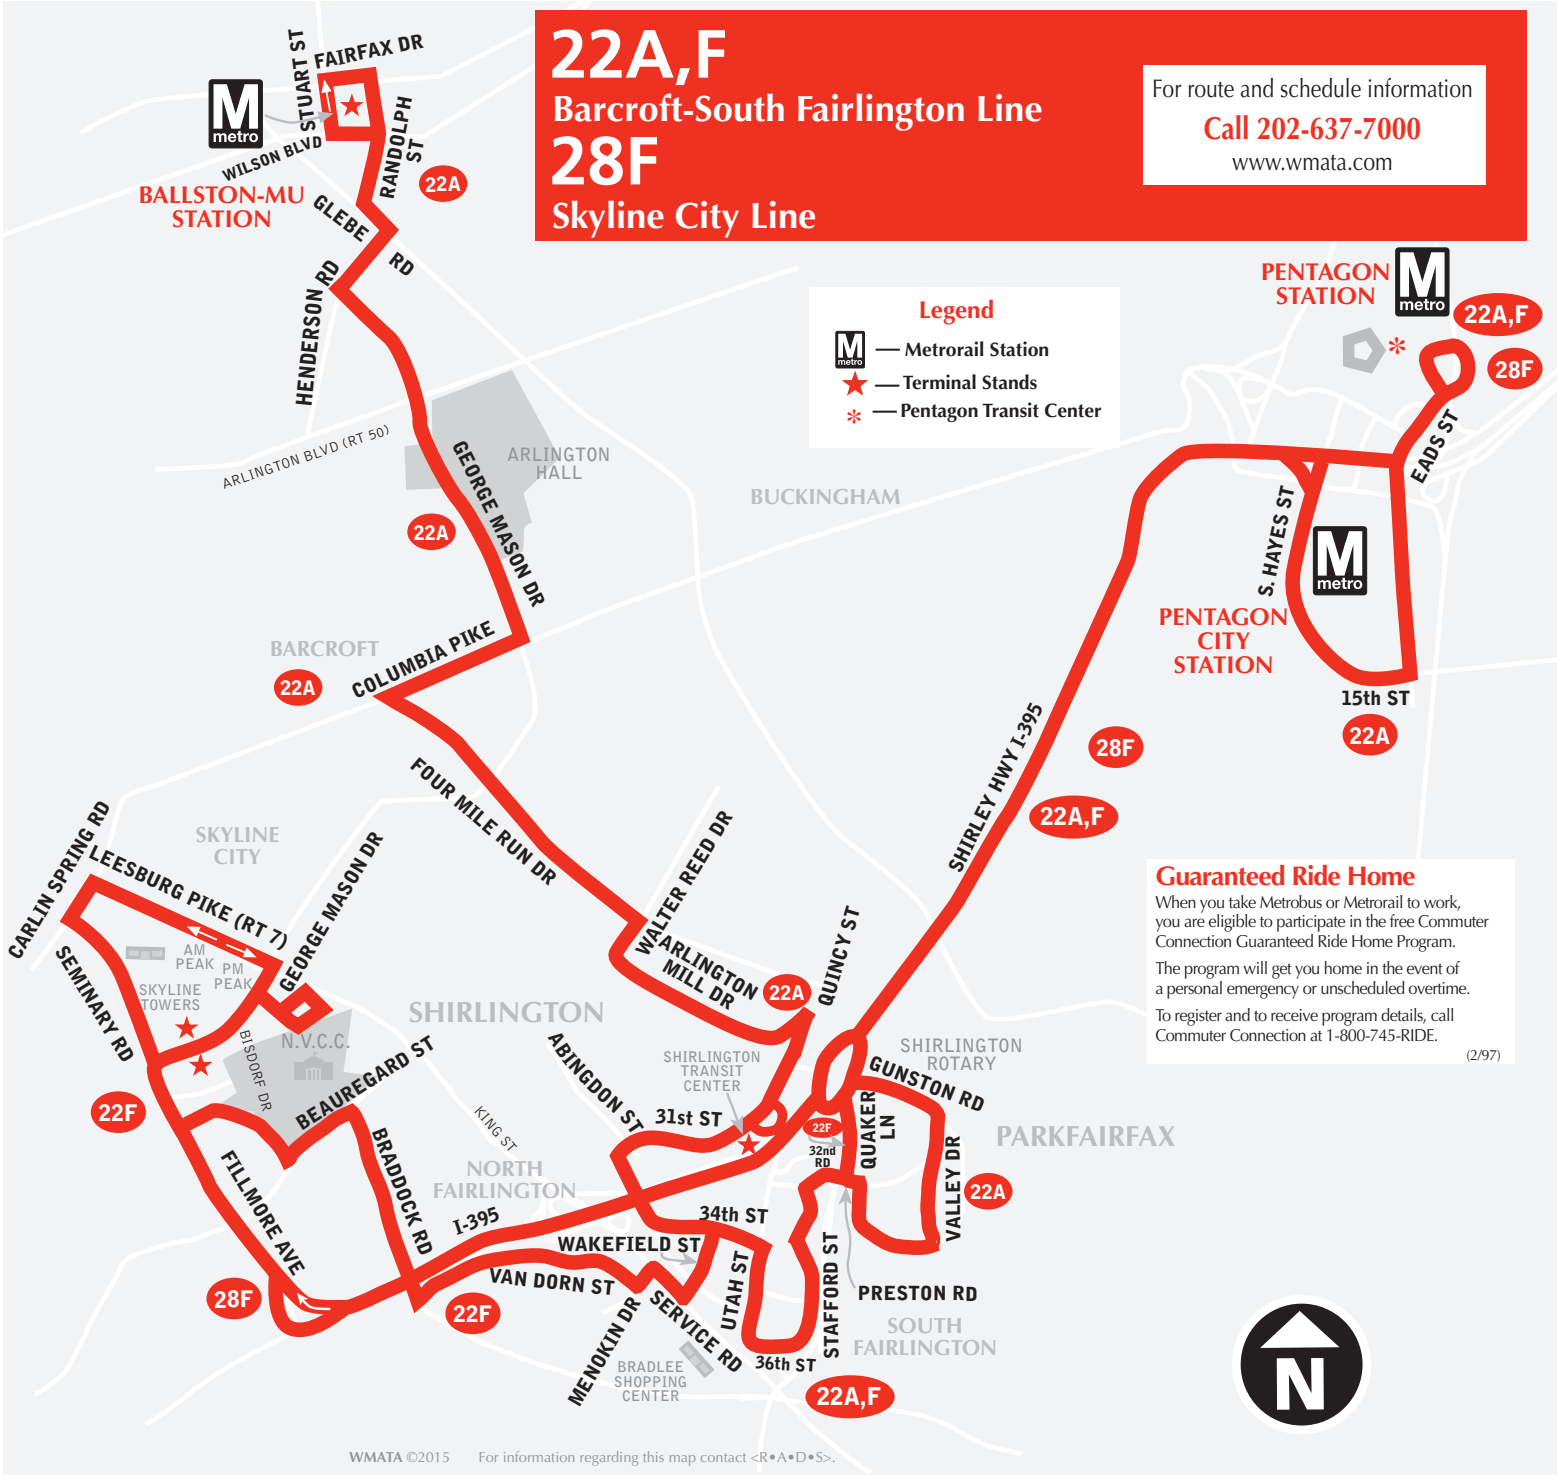 22A,F
Barcroft-South Fairlington Line
28F
Skyline City Line
For route and schedule information
Call 202-637-7000
www.wmata.com
STUART ST
FAIRFAX DR
M
metro
WILSON BLVD
RANDOLPH
ST
22A
BALLSTON-MU
STATION
GLEBE
RD
HENDERSON RD
PENTAGON
STATION
M
metro
22A,F
28F
Legend
M
metro
Metrorail Station
Terminal Stands
Pentagon Transit Center
EADS ST
ARLINGTON BLVD (RT 50)
GEORGE MASON DR
ARLINGTON
HALL
BUCKINGHAM
22A
S. HAYES ST
M
metro
PENTAGON
CITY
STATION
15th ST
22A
BARCROFT
COLUMBIA PIKE
22A
SHIRLEY HWY I-395
28F
22A,F
FOUR MILE RUN DR
SKYLINE
CITY
CARLIN SPRING RD
LEESBURG PIKE (RT 7)
GEORGE MASON DR
WALTER REED DR
ARLINGTON
MILL DR
22A
QUINCY ST
Guaranteed Ride Home
When you take Metrobus or Metrorail to work,
you are eligible to participate in the free Commuter
Connection Guaranteed Ride Home Program.
The program will get you home in the event of
a personal emergency or unscheduled overtime.
To register and to receive program details, call
Commuter Connection at 1-800-745-RIDE.
(2/97)
AM
PEAK
PM
PEAK
SKYLINE
TOWERS
SEMINARY RD
BISDORF DR
N.V.C.C.
BEAUREGARD ST
SHIRLINGTON
ABINGDON ST
SHIRLINGTON
TRANSIT
CENTER
31st ST
SHIRLINGTON
ROTARY
GUNSTON RD
22F
KING ST
22F
32nd
RD
QUAKER
LN
PARKFAIRFAX
VALLEY DR
22A
FILLMORE AVE
BRADDOCK RD
NORTH
FAIRLINGTON
I-395
34th ST
WAKEFIELD ST
VAN DORN ST
UTAH ST
STAFFORD ST
PRESTON RD
28F
22F
MENOKIN DR
SERVICE RD
SOUTH
FAIRLINGTON
36th ST
BRADLEE
SHOPPING
CENTER
22A,F
N
WMATA ©2015 For information regarding this map contact <R•A•D•S>.